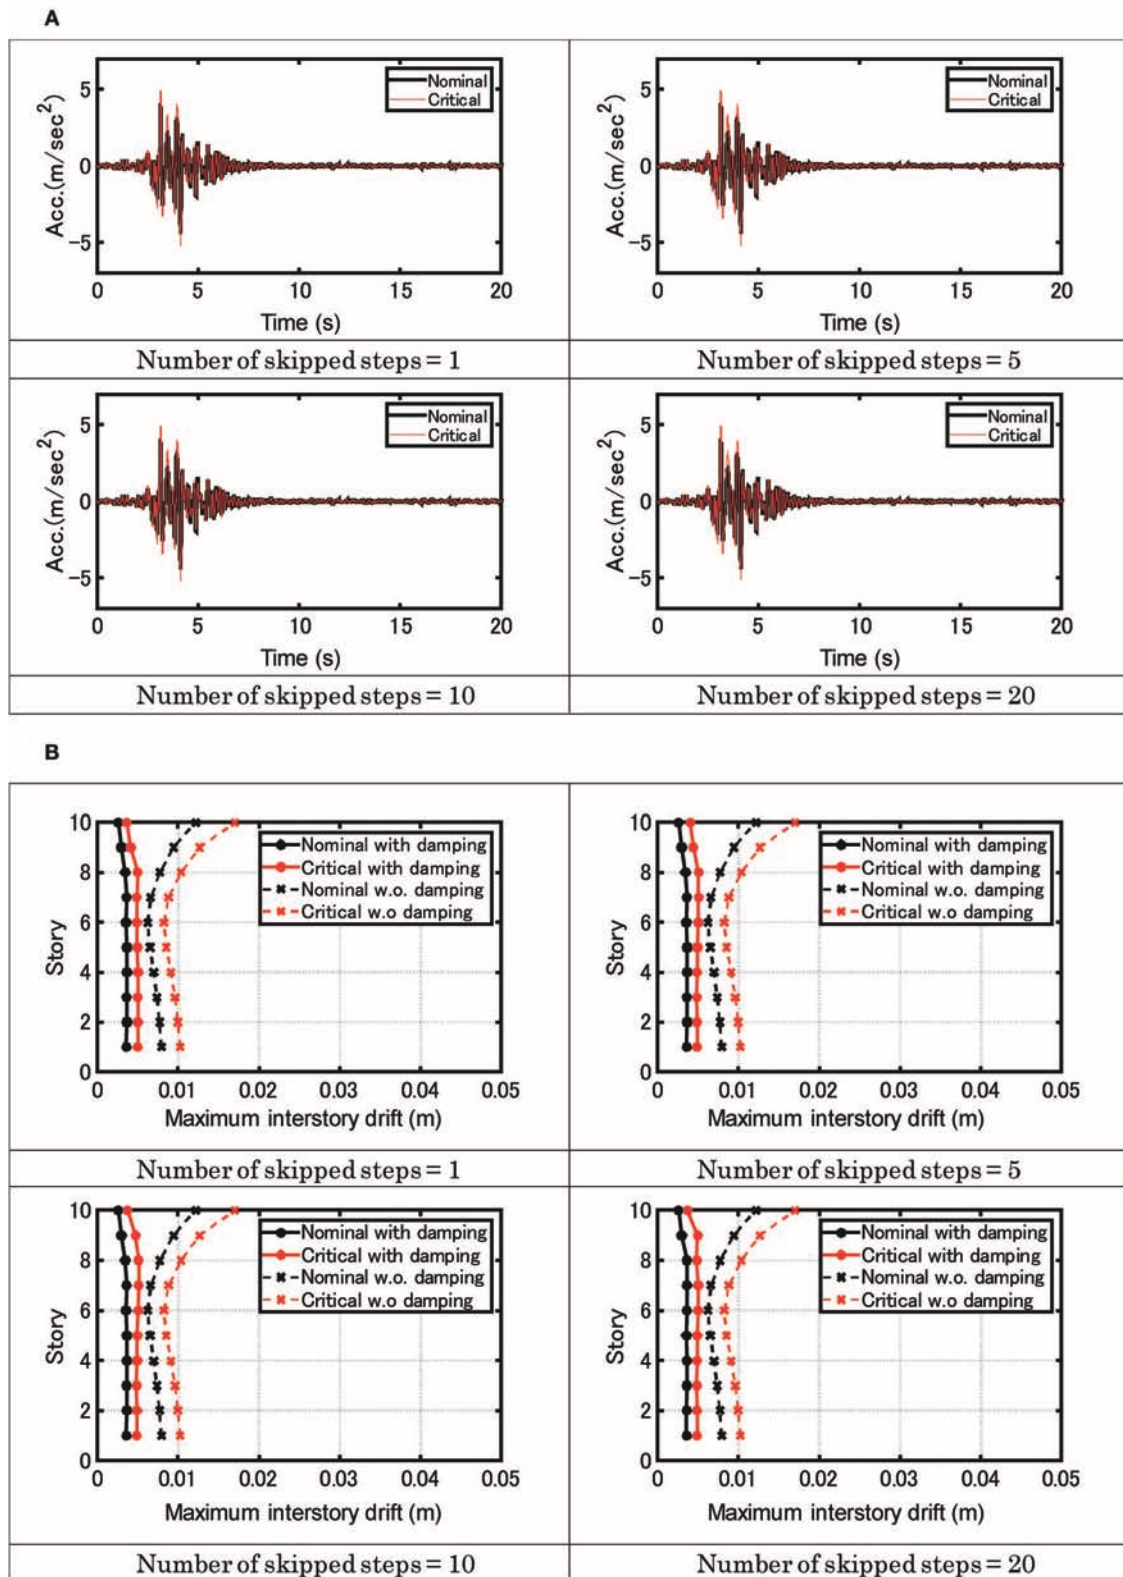 A
Acc.(m/sec²)
5
0
−5
Nominal
Critical
0 5 10 15 20
Time (s)
Number of skipped steps = 1
Acc.(m/sec²)
5
0
−5
Nominal
Critical
0 5 10 15 20
Time (s)
Number of skipped steps = 5
Acc.(m/sec²)
5
0
−5
Nominal
Critical
0 5 10 15 20
Time (s)
Number of skipped steps = 10
Acc.(m/sec²)
5
0
−5
Nominal
Critical
0 5 10 15 20
Time (s)
Number of skipped steps = 20
B
Story
10
8
6
4
2
0
Nominal with damping
Critical with damping
Nominal w.o. damping
Critical w.o damping
0 0.01 0.02 0.03 0.04 0.05
Maximum interstory drift (m)
Number of skipped steps = 1
Story
10
8
6
4
2
0
Nominal with damping
Critical with damping
Nominal w.o. damping
Critical w.o damping
0 0.01 0.02 0.03 0.04 0.05
Maximum interstory drift (m)
Number of skipped steps = 5
Story
10
8
6
4
2
0
Nominal with damping
Critical with damping
Nominal w.o. damping
Critical w.o damping
0 0.01 0.02 0.03 0.04 0.05
Maximum interstory drift (m)
Number of skipped steps = 10
Story
10
8
6
4
2
0
Nominal with damping
Critical with damping
Nominal w.o. damping
Critical w.o damping
0 0.01 0.02 0.03 0.04 0.05
Maximum interstory drift (m)
Number of skipped steps = 20